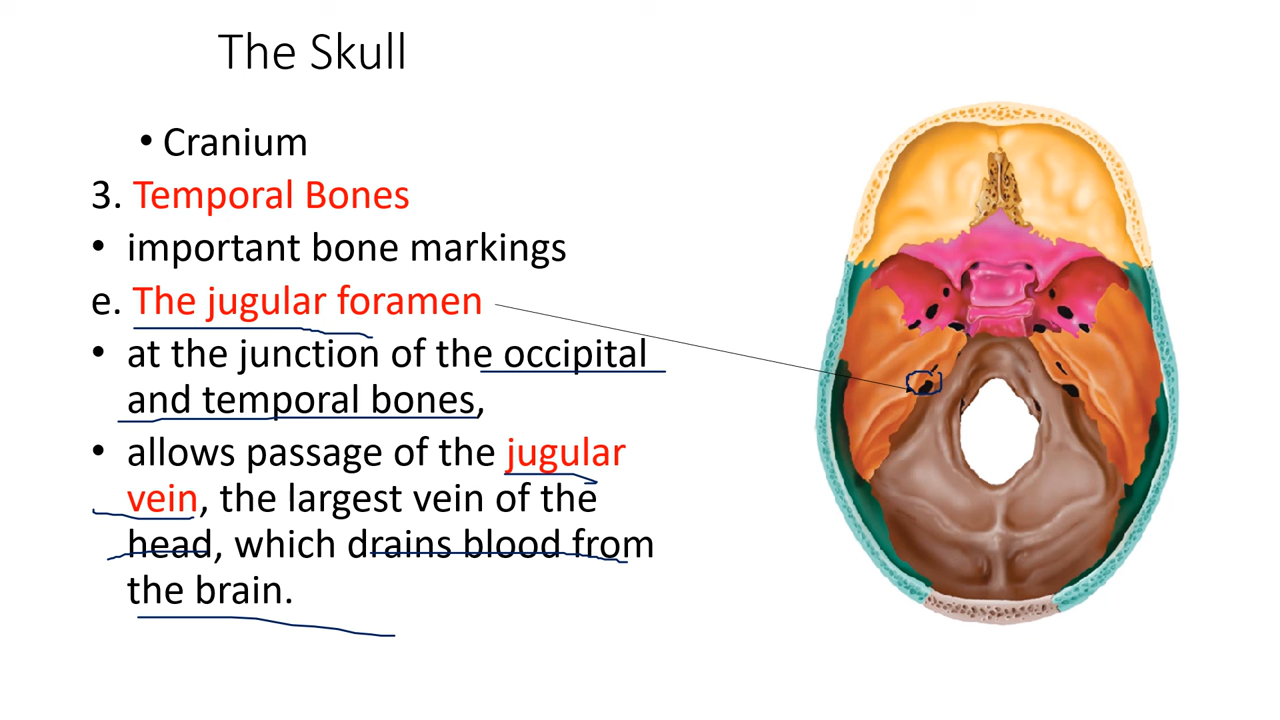 The Skull
• Cranium
3. Temporal Bones
• important bone markings
e. The jugular foramen
• at the junction of the occipital
and temporal bones,
• allows passage of the jugular
vein, the largest vein of the
head, which drains blood from
the brain.